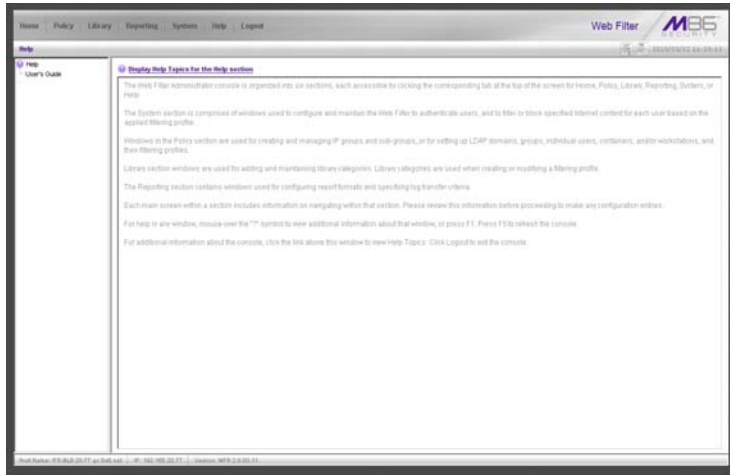 Home Policy Library Reporting System Help Logout
Web Filter
M86
SECURITY
Help
Help
User's Guide
Display Help Topics for the Help section
The Web Filter Administrator console is organized into six sections, each accessible by clicking the corresponding tab at the top of the screen for Home, Policy, Library, Reporting, System, or
Help.
The System section is comprised of windows used to configure and maintain the Web Filter to authenticate users, and to filter or block specified Internet content for each user based on the
applied filtering profile.
Windows in the Policy section are used for creating and managing IP groups and sub-groups, or for setting up LDAP domains, groups, individual users, containers, and/or workstations, and
their filtering profiles.
Library section windows are used for adding and maintaining library categories. Library categories are used when creating or modifying a filtering profile.
The Reporting section contains windows used for configuring report formats and specifying log transfer criteria.
Each main screen within a section includes information on navigating within that section. Please review this information before proceeding to make any configuration entries.
For help in any window, mouse-over the "?" symbol to view additional information about that window, or press F1. Press F5 to refresh the console.
For additional information about the console, click the link above this window to view Help Topics. Click Logout to exit the console.
Host Name: IP: 192.168.20.77 Version: